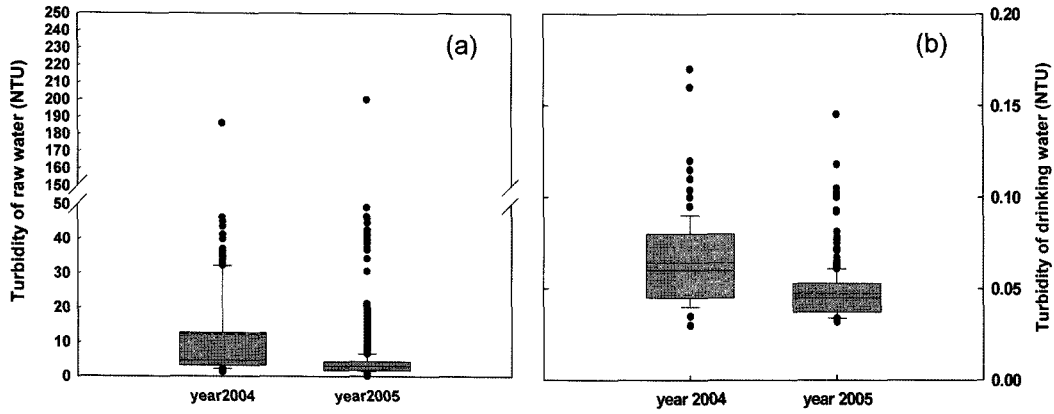 Turbidity of raw water (NTU)
250
240
230
220
210
200
190
180
170
160
150
50
40
30
20
10
0
(a)
year2004
year2005
(b)
year 2004
year 2005
0.20
0.15
0.10
0.05
0.00
Turbidity of drinking water (NTU)